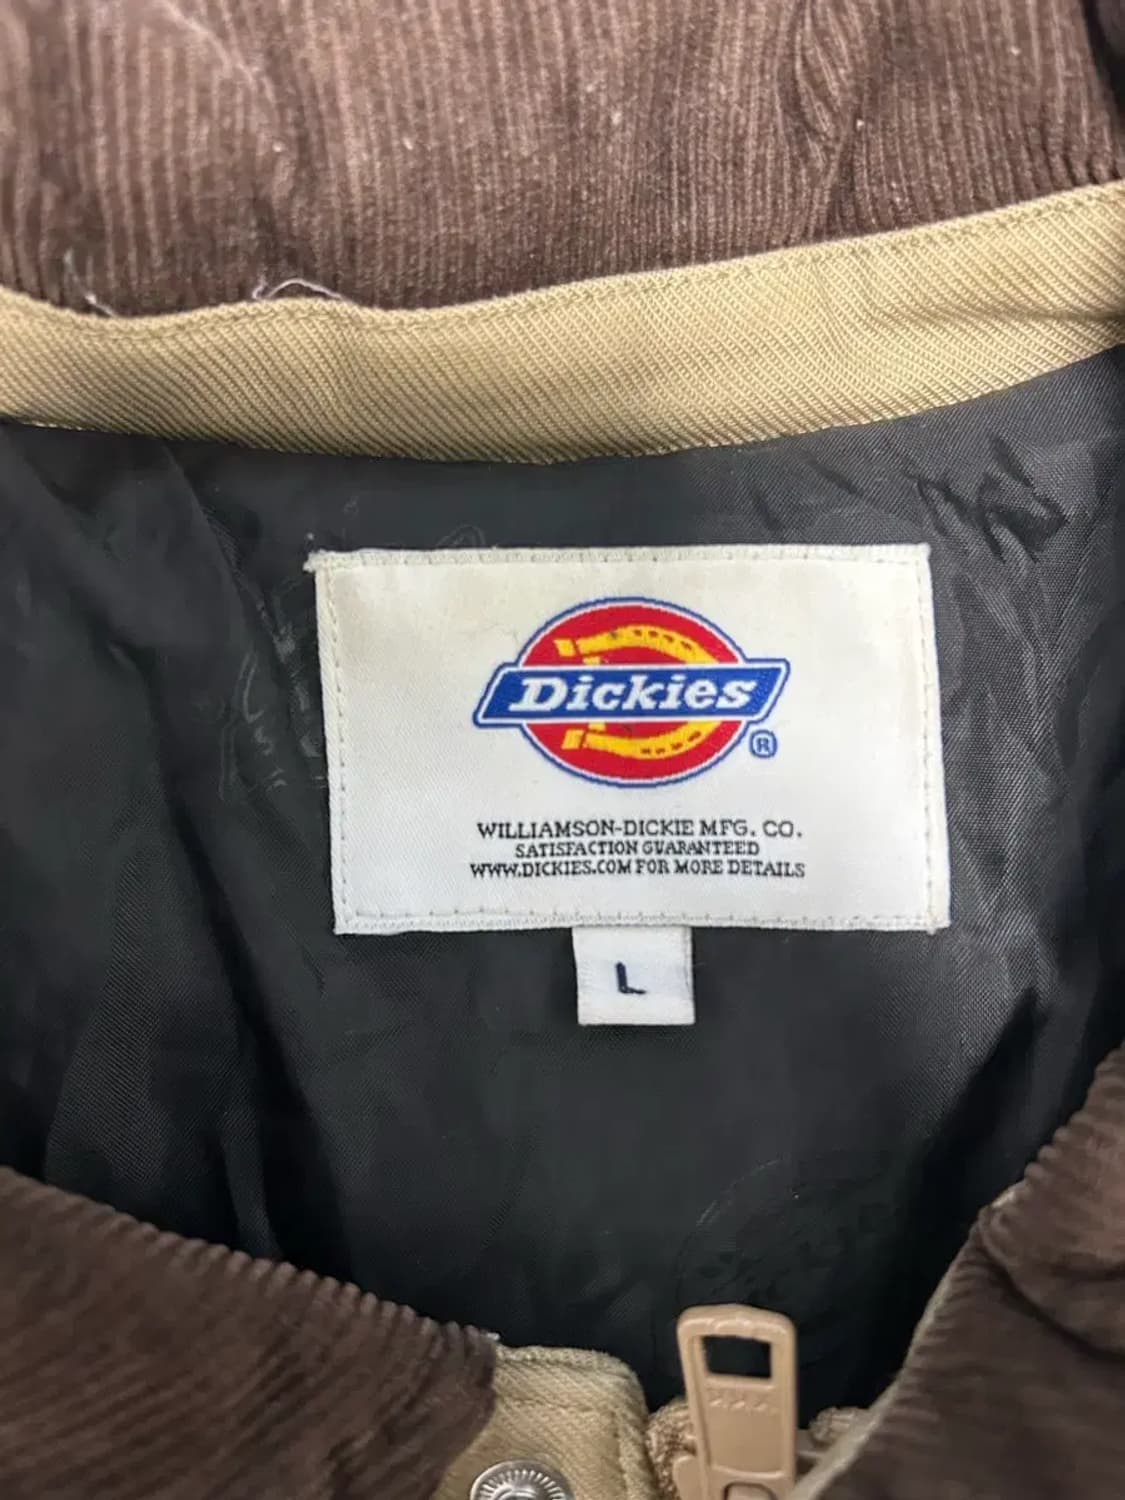 Dickies
®
WILLIAMSON-DICKIE MFG. CO.
SATISFACTION GUARANTEED
WWW.DICKIES.COM FOR MORE DETAILS
L